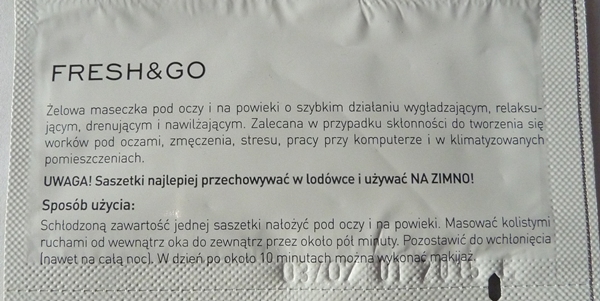 FRESH&GO
Żelowa maseczka pod oczy i na powieki o szybkim działaniu wygładzającym, relaksu-
jącym, drenującym i nawilżającym. Zalecana w przypadku skłonności do tworzenia się
worków pod oczami, zmęczenia, stresu, pracy przy komputerze i w klimatyzowanych
pomieszczeniach.
UWAGA! Saszetki najlepiej przechowywać w lodówce i używać NA ZIMNO!
Sposób użycia:
Schłodzoną zawartość jednej saszetki nałożyć pod oczy i na powieki. Masować kolistymi
ruchami od wewnątrz oka do zewnątrz przez około pół minuty. Pozostawić do wchłonięcia
(nawet na całą noc). W dzień po około 10 minutach można wykonać makijaż.